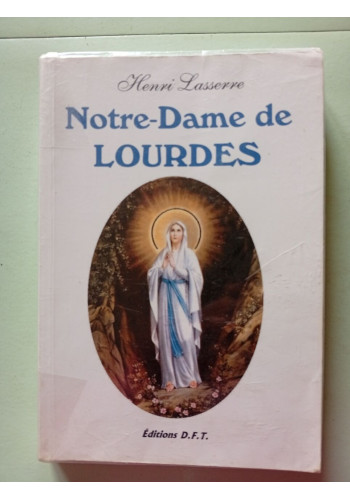 Henri Lasserre
Notre-Dame de
LOURDES
Éditions D.F.T.